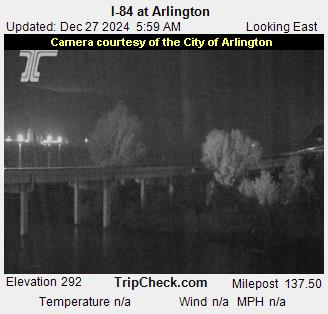 I-84 at Arlington
Updated: Dec 27 2024 5:59 AM Looking East
Camera courtesy of the City of Arlington
Elevation 292 TripCheck.com Milepost 137.50
Temperature n/a Wind n/a MPH n/a